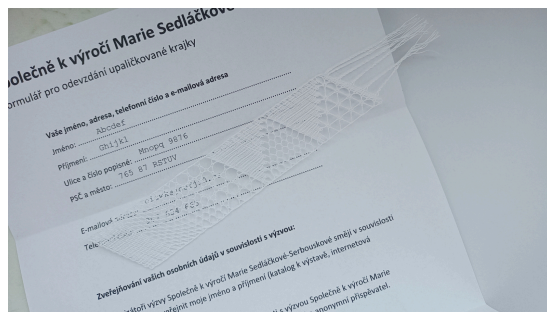 Společně k výročí Marie Sedláčkové
formulář pro odevzdání upaličkované krajky
Vaše jméno, adresa, telefonní číslo a e-mailová adresa
Jméno: Abcdef
Příjmení: Ghijkl
Ulice a číslo popisné: Mnopq 9876
PSČ a město: 765 87 RSTUV
E-mailová
Tele
Zveřejňování vašich osobních údajů v souvislosti s výzvou:
výzvy Společně k výročí Marie Sedláčkové-Serbouskové smějí v souvislosti
moje jméno a příjmení (katalog k výstavě, internetová
s výzvou Společně k výročí Marie
anonymní přispěvatel.